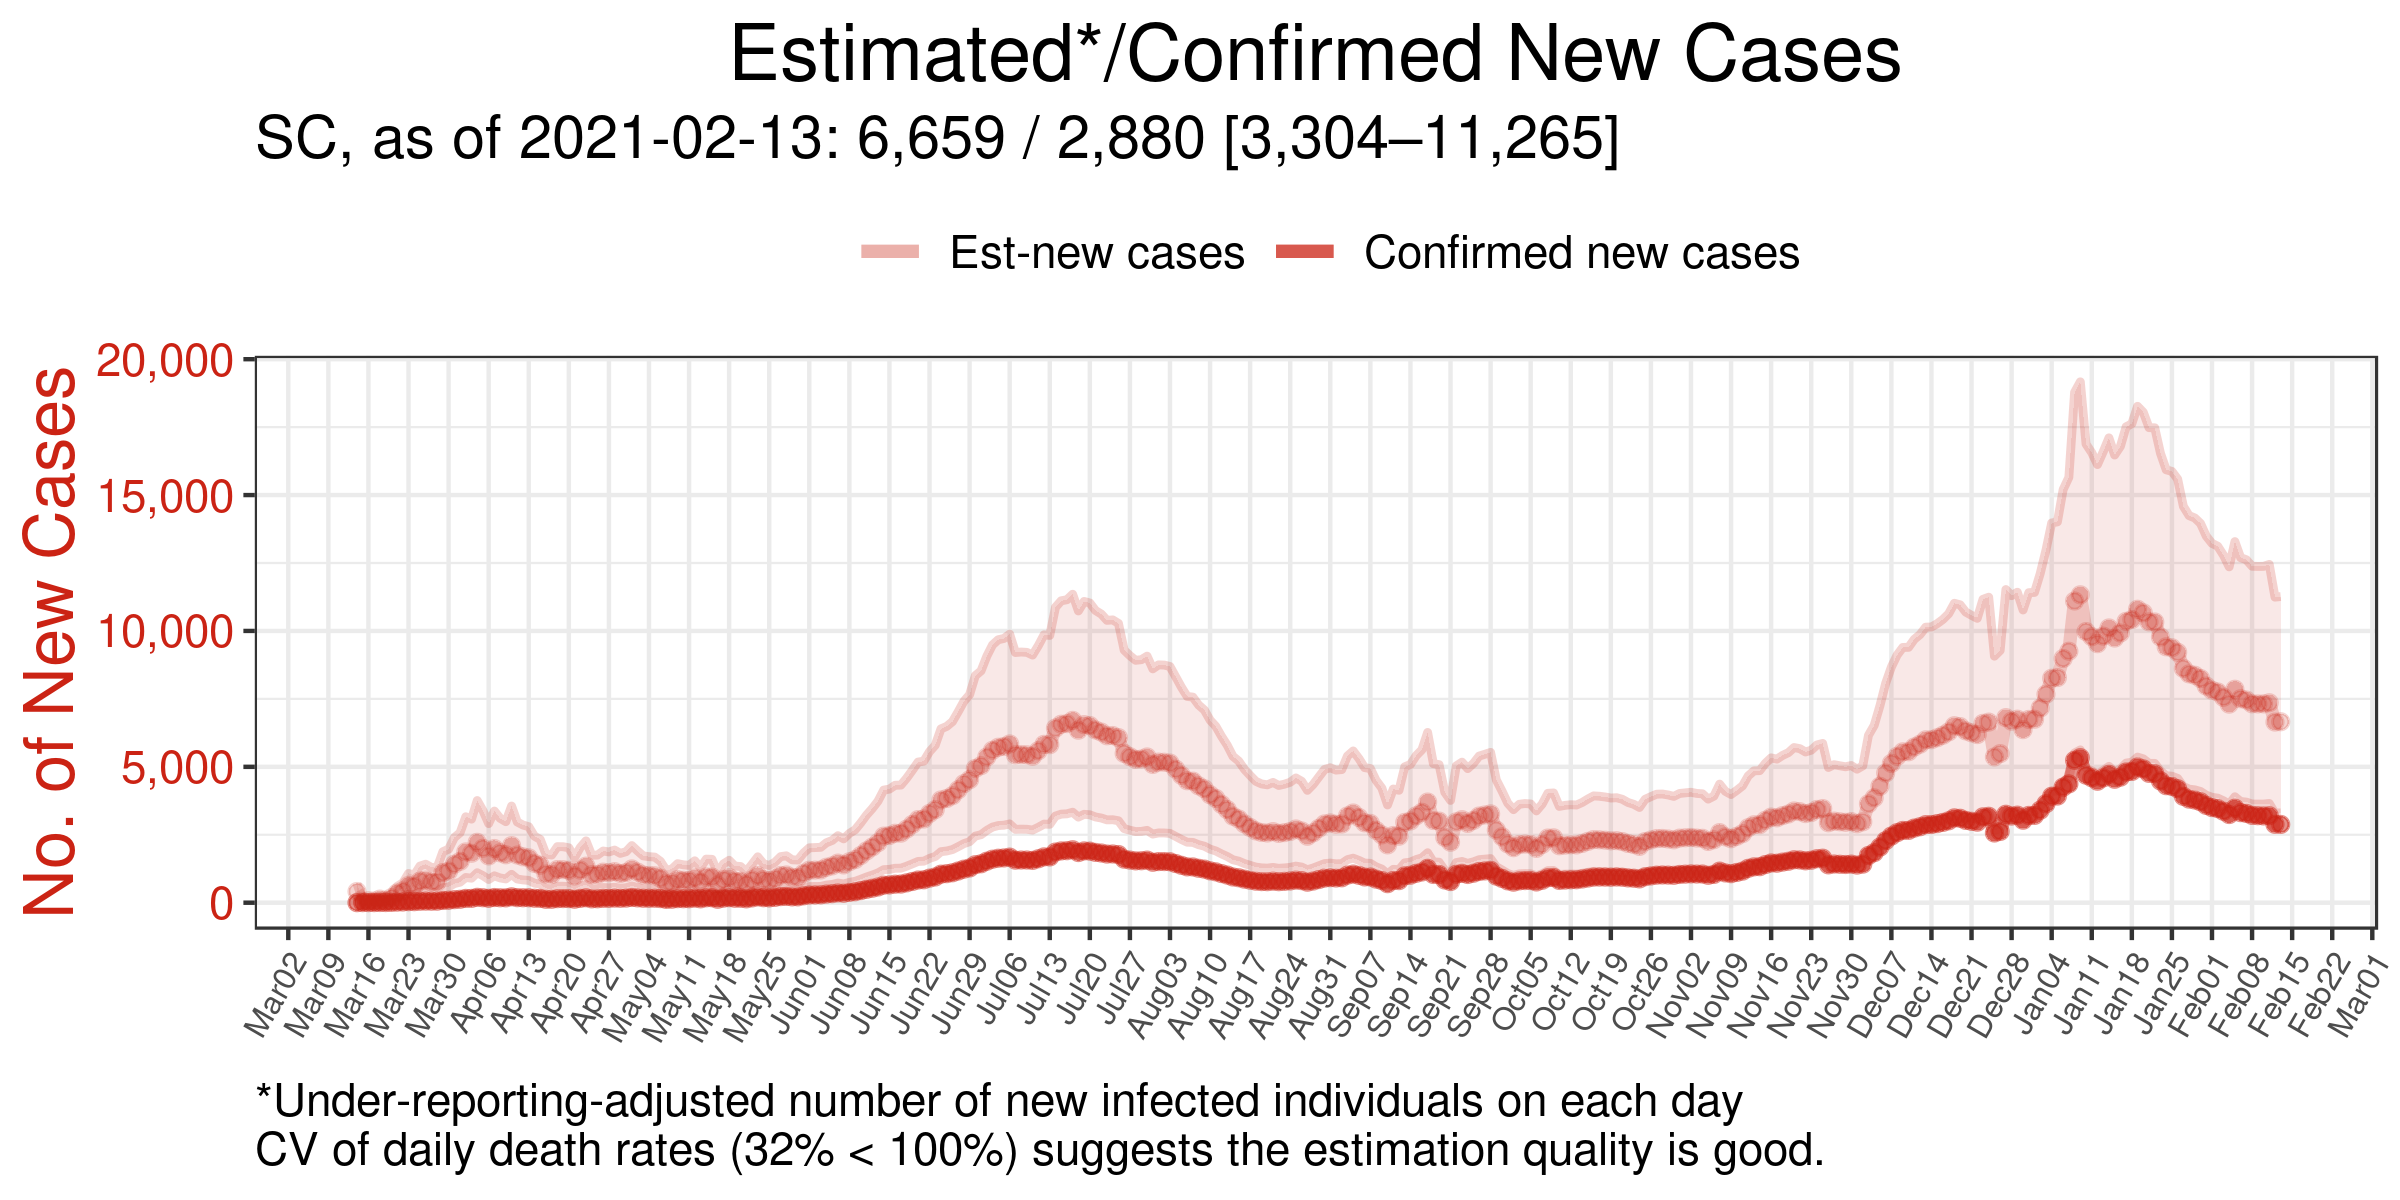 Estimated*/Confirmed New Cases
SC, as of 2021-02-13: 6,659 / 2,880 [3,304–11,265]
Est-new cases Confirmed new cases
No. of New Cases
20,000
15,000
10,000
5,000
0
Mar02 Mar09 Mar16 Mar23 Mar30 Apr06 Apr13 Apr20 Apr27 May04 May11 May18 May25 Jun01 Jun08 Jun15 Jun22 Jun29 Jul06 Jul13 Jul20 Jul27 Aug03 Aug10 Aug17 Aug24 Aug31 Sep07 Sep14 Sep21 Sep28 Oct05 Oct12 Oct19 Oct26 Nov02 Nov09 Nov16 Nov23 Nov30 Dec07 Dec14 Dec21 Dec28 Jan04 Jan11 Jan18 Jan25 Feb01 Feb08 Feb15 Feb22 Mar01
*Under-reporting-adjusted number of new infected individuals on each day
CV of daily death rates (32% < 100%) suggests the estimation quality is good.